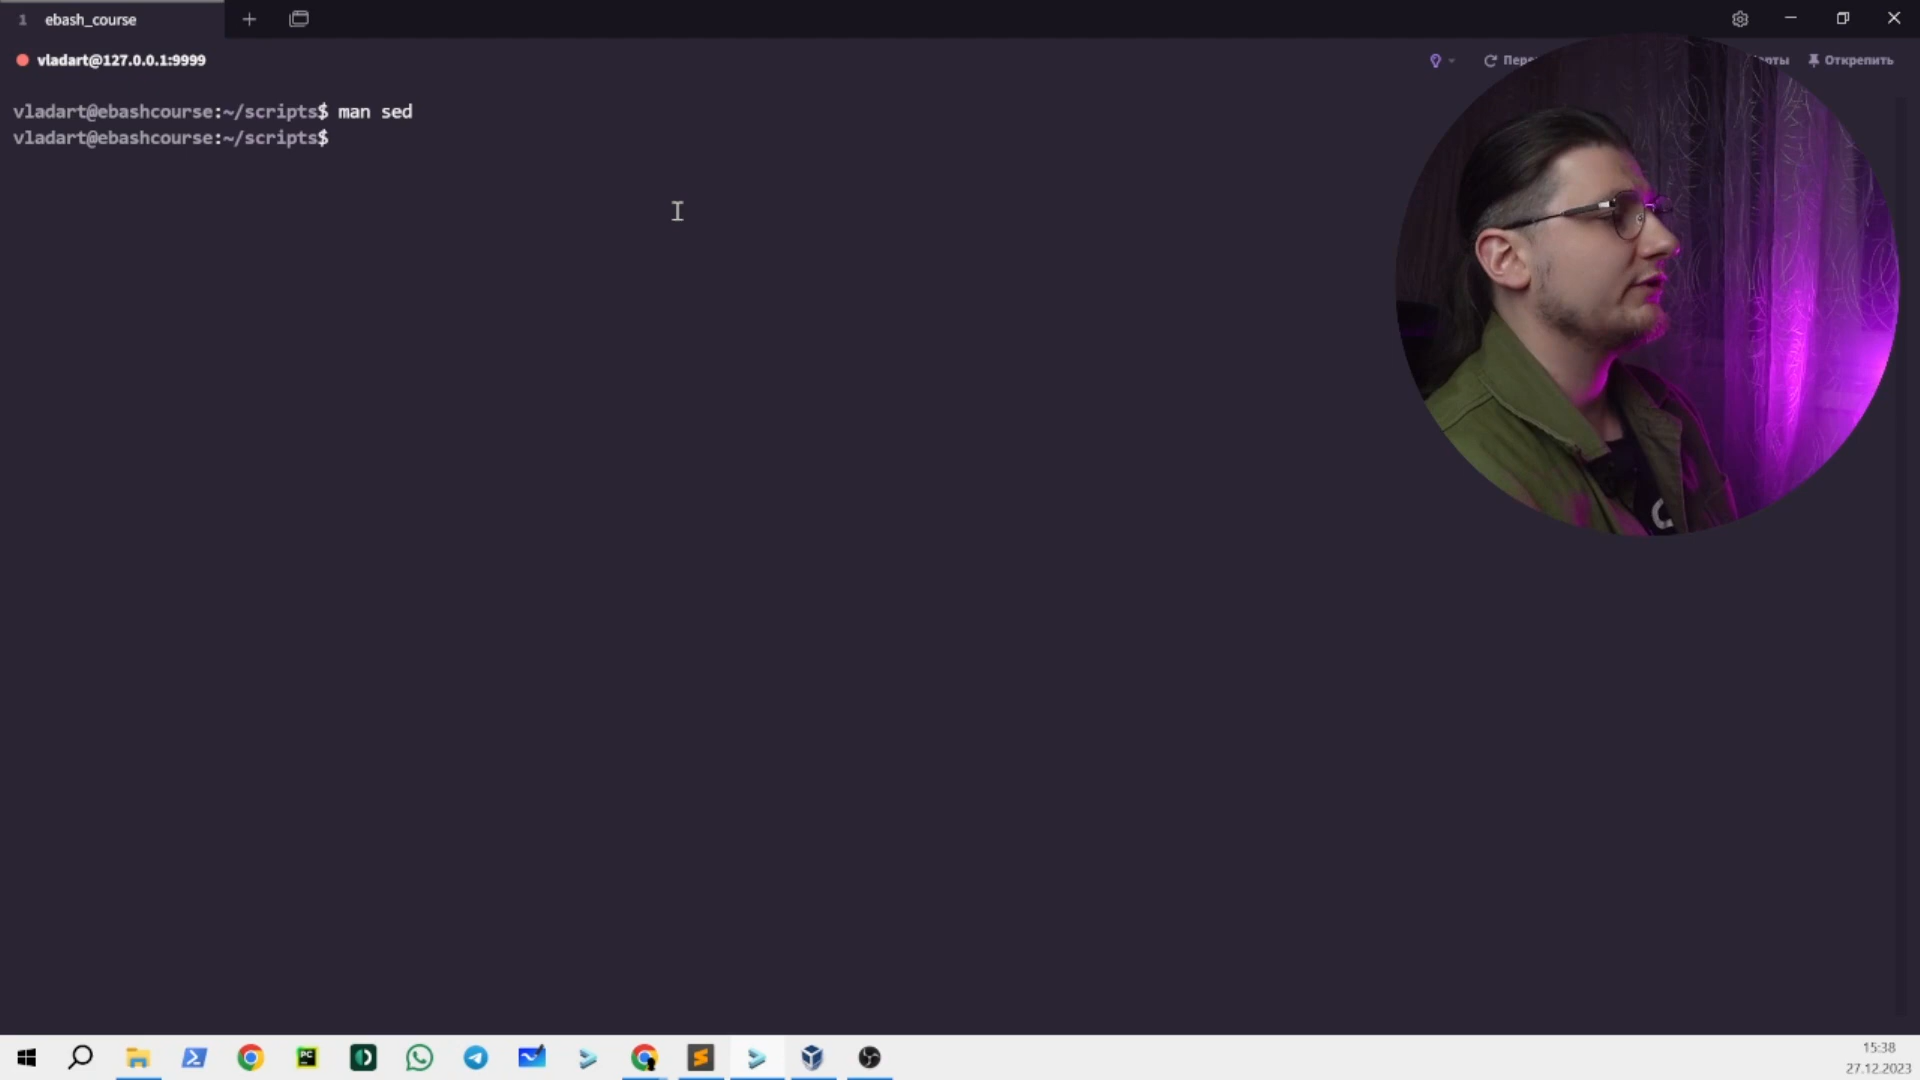 1 ebash_course
vladart@127.0.0.1:9999
Открепить
vladart@ebashcourse:~/scripts$ man sed
vladart@ebashcourse:~/scripts$
PC
15:38
27.12.2023